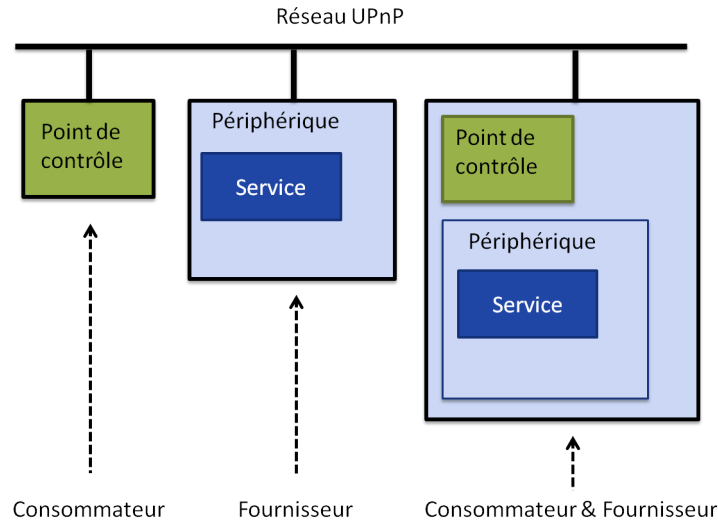 Réseau UPnP
Point de
contrôle
Périphérique
Service
Point de
contrôle
Périphérique
Service
Consommateur
Fournisseur
Consommateur & Fournisseur